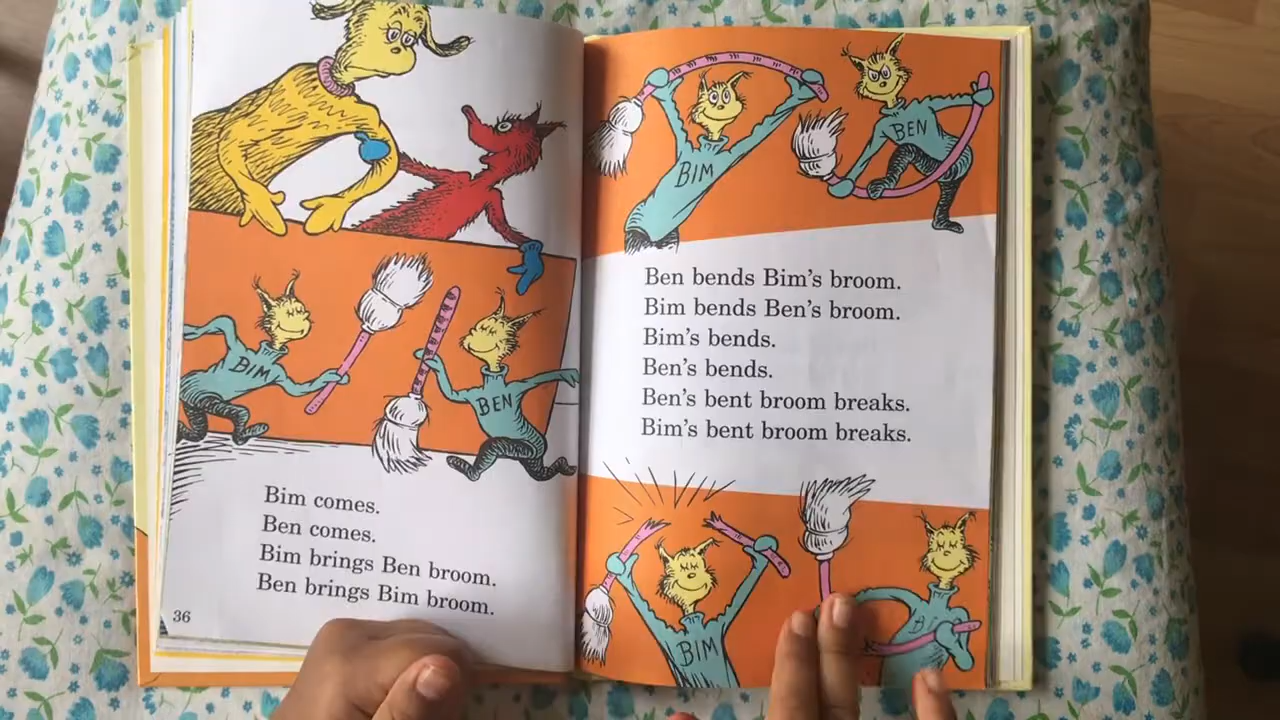 BIM
BEN
Bim comes.
Ben comes.
Bim brings Ben broom.
Ben brings Bim broom.
36
BIM
BEN
Ben bends Bim's broom.
Bim bends Ben's broom.
Bim's bends.
Ben's bends.
Ben's bent broom breaks.
Bim's bent broom breaks.
BIM